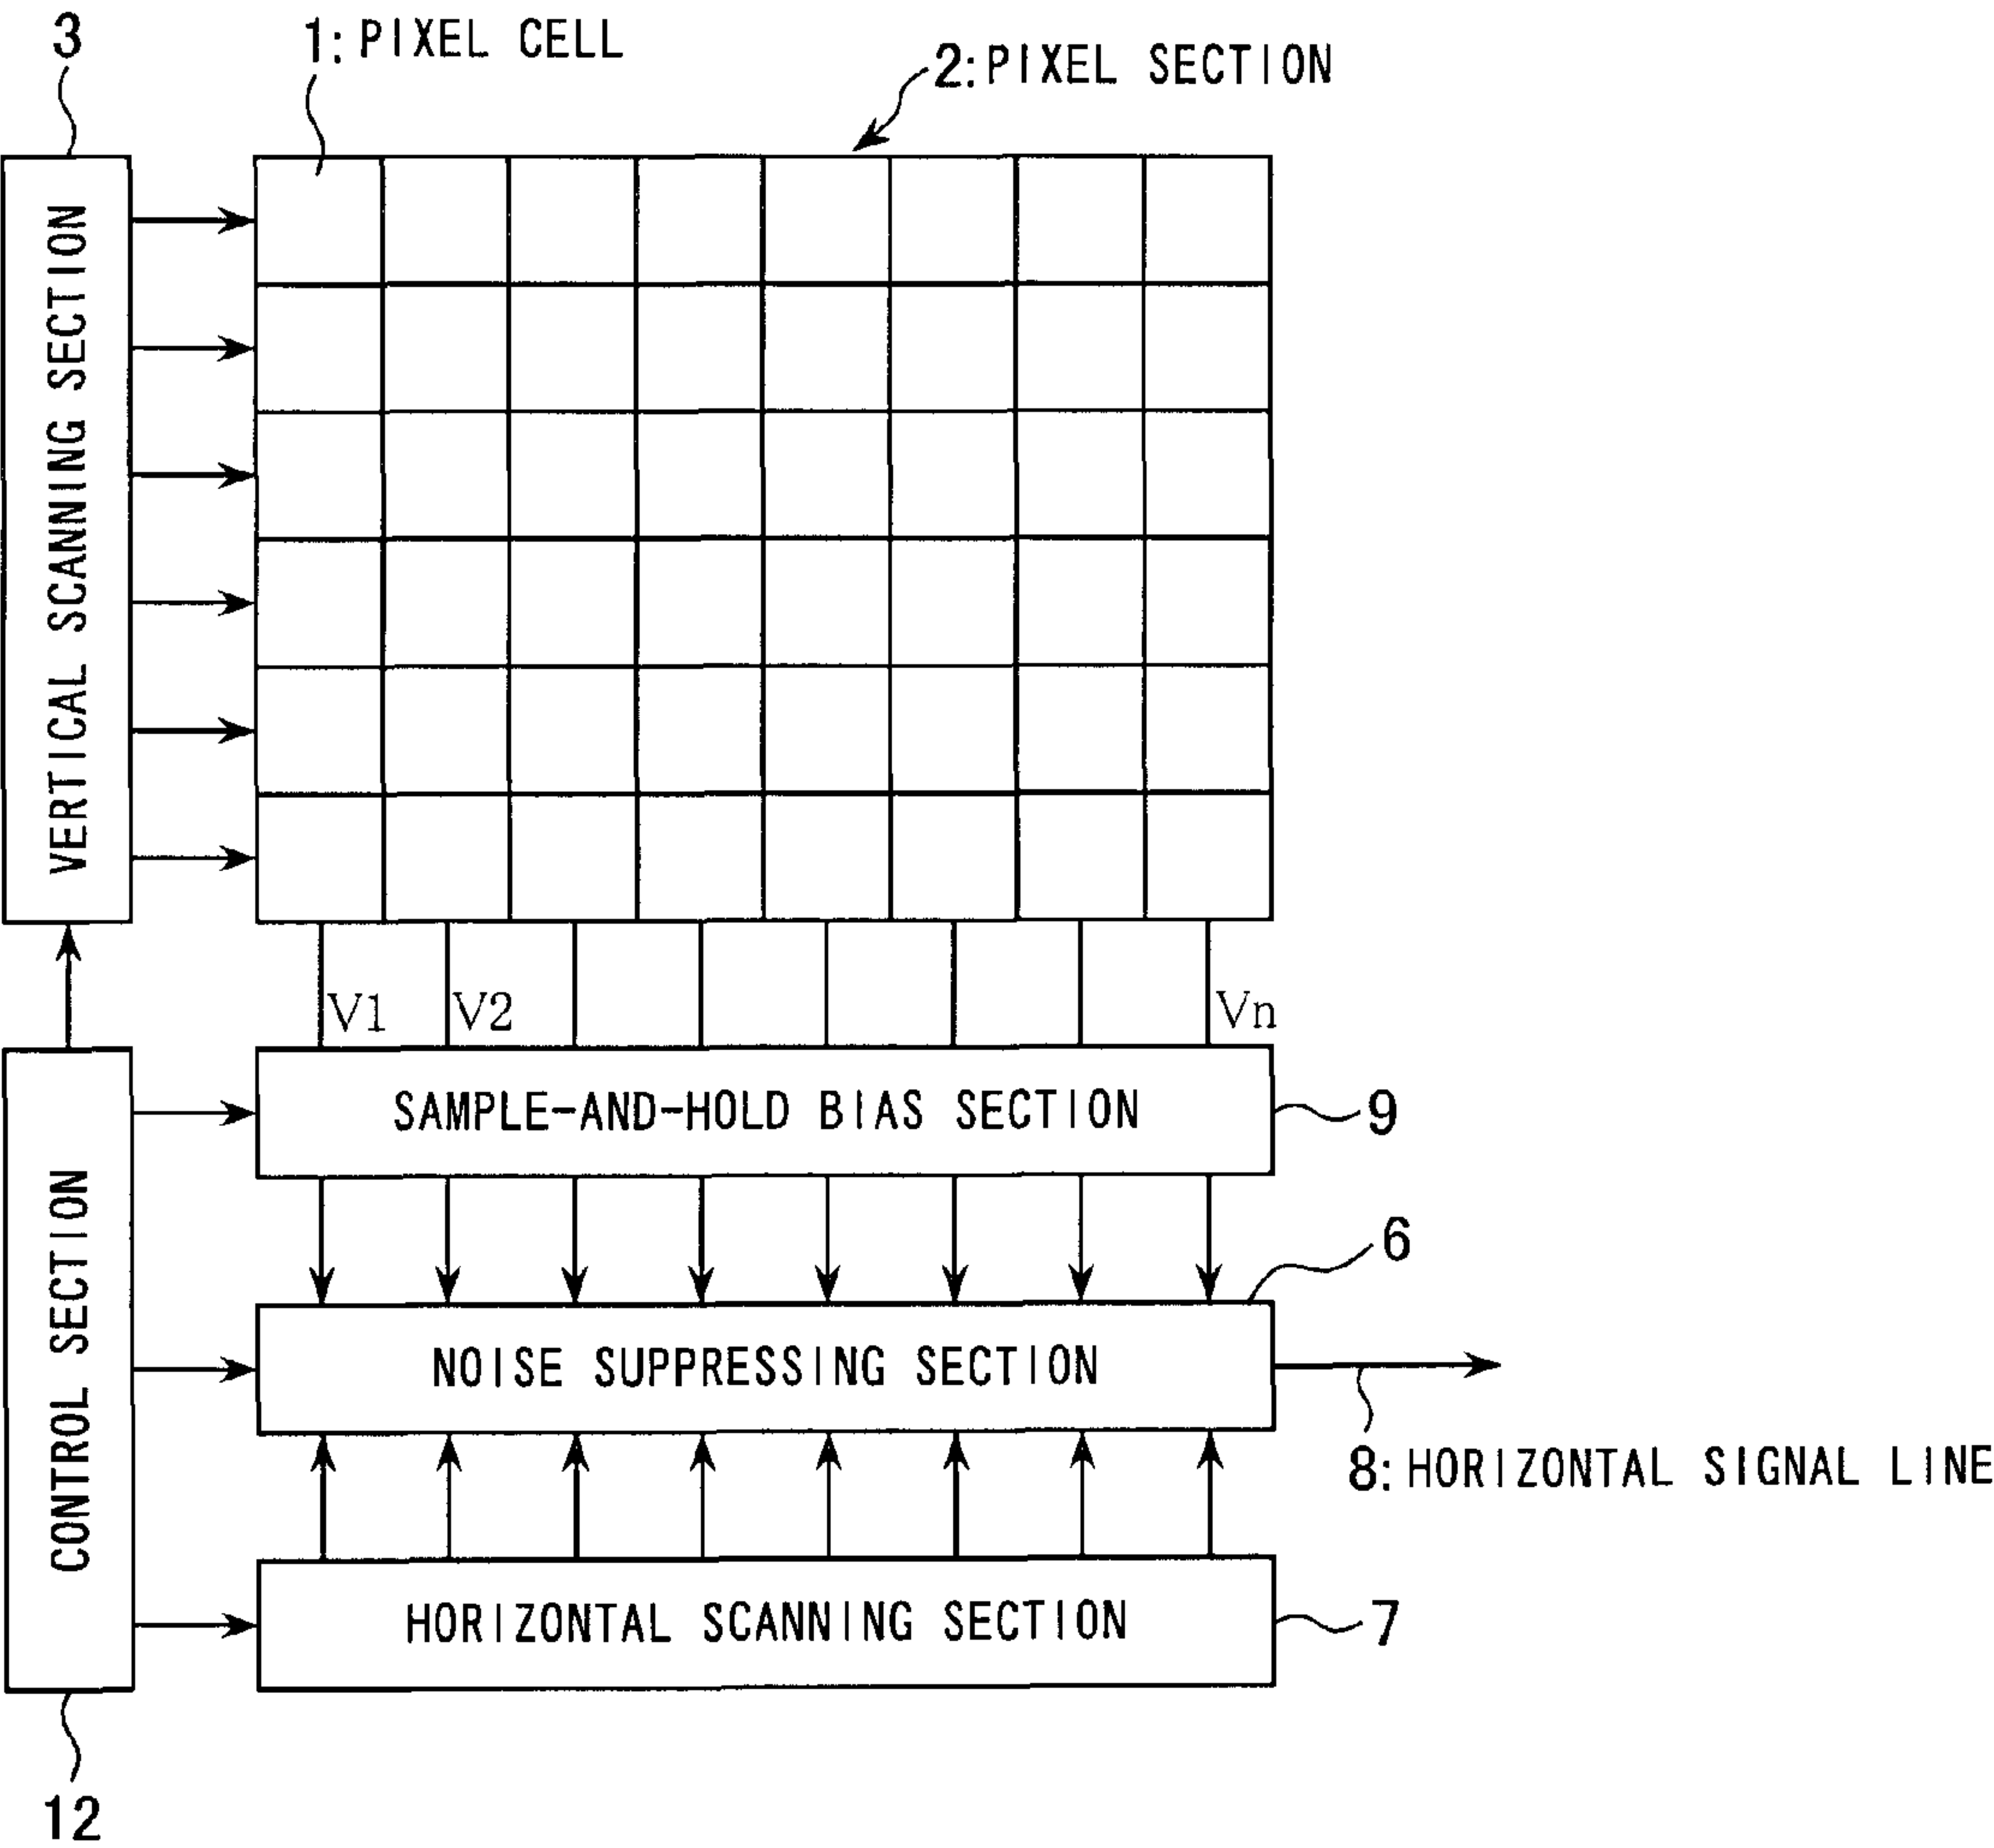 3
1: PIXEL CELL
2: PIXEL SECTION
VERTICAL SCANNING SECTION
V1
V2
Vn
SAMPLE-AND-HOLD BIAS SECTION
9
CONTROL SECTION
6
NOISE SUPPRESSING SECTION
8: HORIZONTAL SIGNAL LINE
HORIZONTAL SCANNING SECTION
7
12